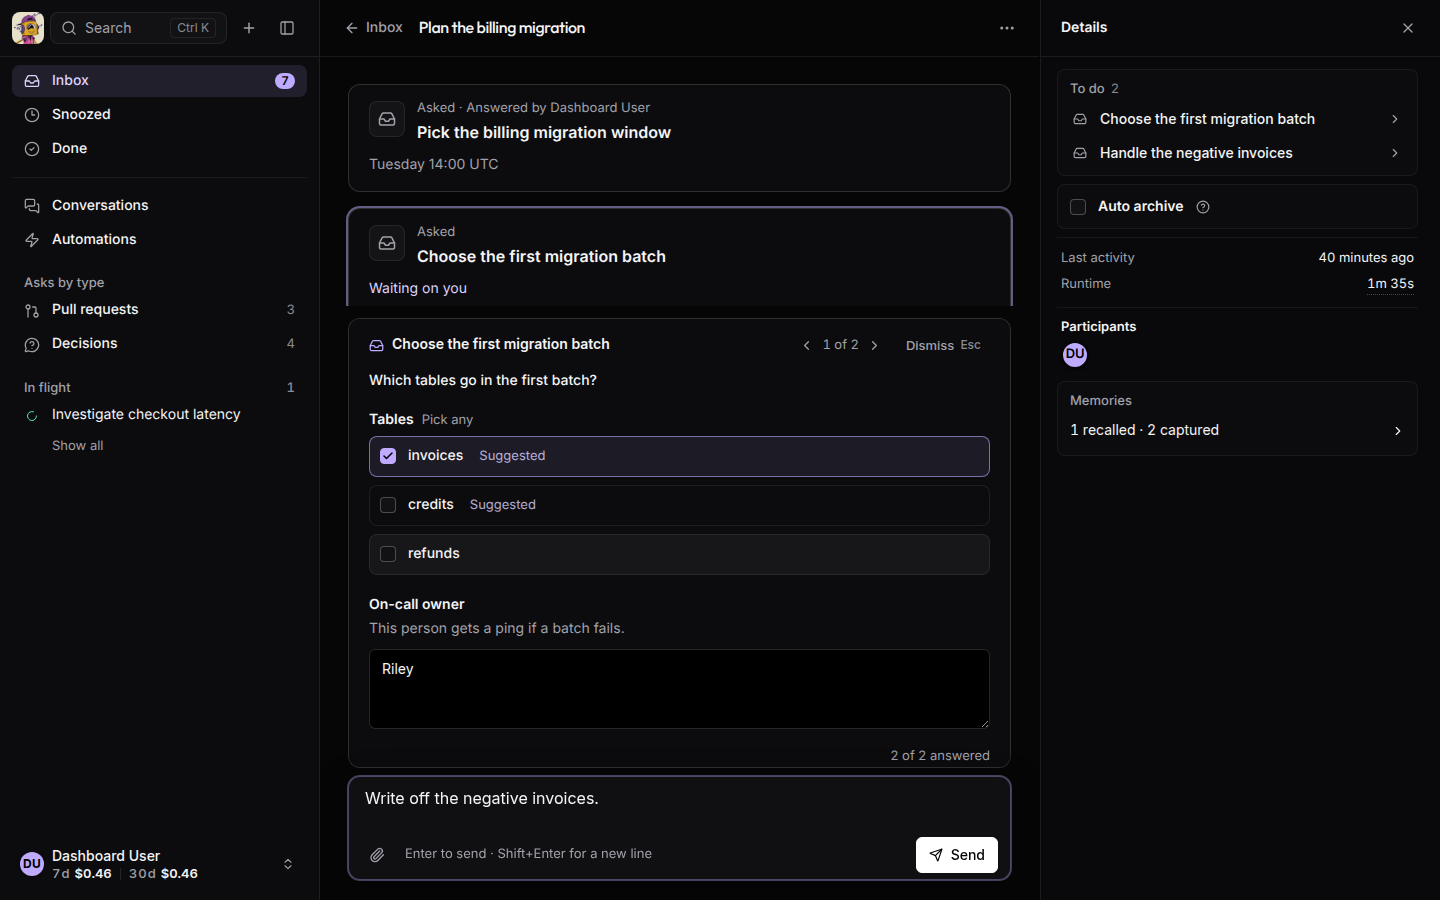 Search Ctrl K
Inbox 7
Snoozed
Done
Conversations
Automations
Asks by type
Pull requests 3
Decisions 4
In flight 1
Investigate checkout latency
Show all
DU
Dashboard User
7d $0.46 30d $0.46
Inbox Plan the billing migration
Asked · Answered by Dashboard User
Pick the billing migration window
Tuesday 14:00 UTC
Asked
Choose the first migration batch
Waiting on you
Choose the first migration batch 1 of 2 Dismiss Esc
Which tables go in the first batch?
Tables Pick any
invoices Suggested
credits Suggested
refunds
On-call owner
This person gets a ping if a batch fails.
Riley
2 of 2 answered
Write off the negative invoices.
Enter to send · Shift+Enter for a new line
Send
Details
To do 2
Choose the first migration batch
Handle the negative invoices
Auto archive
Last activity 40 minutes ago
Runtime 1m 35s
Participants
DU
Memories
1 recalled · 2 captured